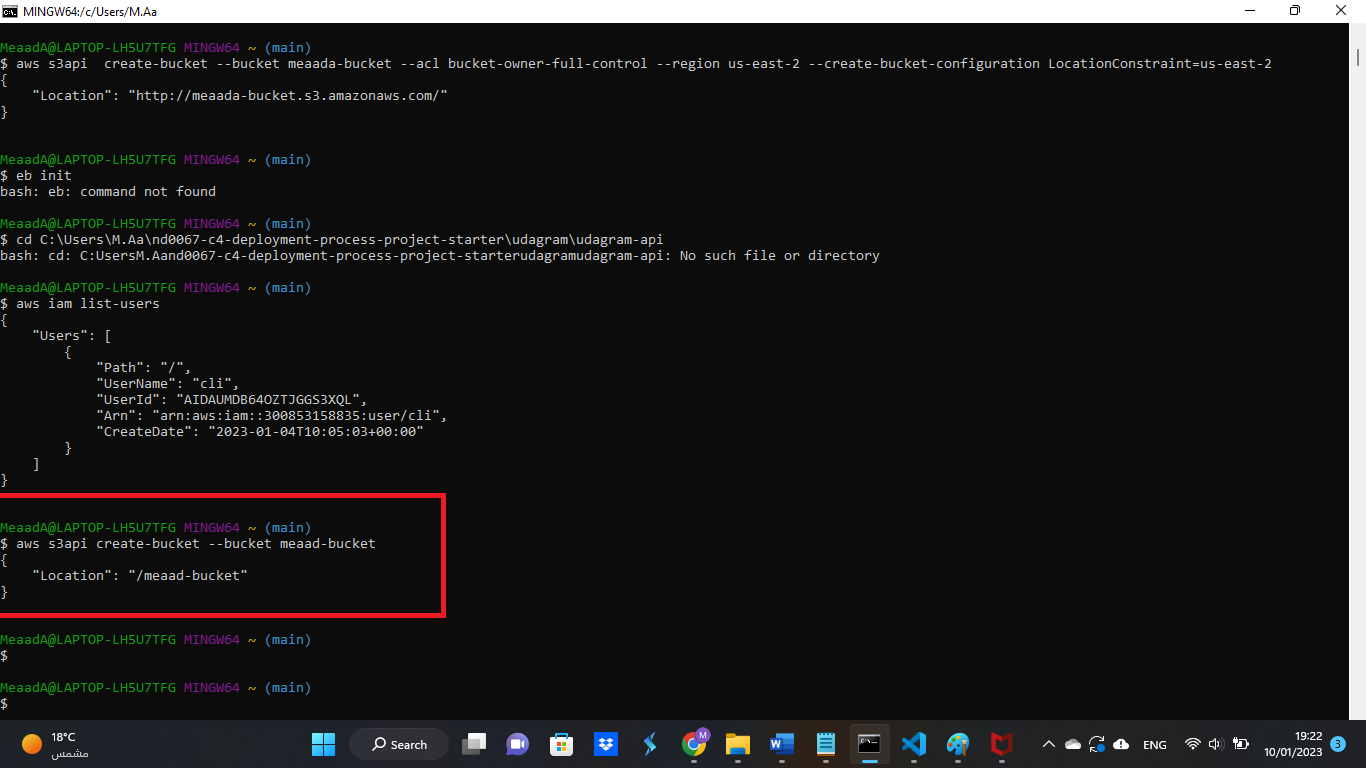 MINGW64:/c/Users/M.Aa
MeaadA@LAPTOP-LH5U7TFG MINGW64 ~ (main)
$ aws s3api  create-bucket --bucket meaada-bucket --acl bucket-owner-full-control --region us-east-2 --create-bucket-configuration LocationConstraint=us-east-2
{
    "Location": "http://meaada-bucket.s3.amazonaws.com/"
}
MeaadA@LAPTOP-LH5U7TFG MINGW64 ~ (main)
$ eb init
bash: eb: command not found
MeaadA@LAPTOP-LH5U7TFG MINGW64 ~ (main)
$ cd C:\Users\M.Aa\nd0067-c4-deployment-process-project-starter\udagram\udagram-api
bash: cd: C:UsersM.Aand0067-c4-deployment-process-project-starterudagramudagram-api: No such file or directory
MeaadA@LAPTOP-LH5U7TFG MINGW64 ~ (main)
$ aws iam list-users
{
    "Users": [
        {
            "Path": "/",
            "UserName": "cli",
            "UserId": "AIDAUMDB64OZTJGGS3XQL",
            "Arn": "arn:aws:iam::300853158835:user/cli",
            "CreateDate": "2023-01-04T10:05:03+00:00"
        }
    ]
}
MeaadA@LAPTOP-LH5U7TFG MINGW64 ~ (main)
$ aws s3api create-bucket --bucket meaad-bucket
{
    "Location": "/meaad-bucket"
}
MeaadA@LAPTOP-LH5U7TFG MINGW64 ~ (main)
$
MeaadA@LAPTOP-LH5U7TFG MINGW64 ~ (main)
$
18°C
مشمس
Search
M
ENG
19:22
10/01/2023
3